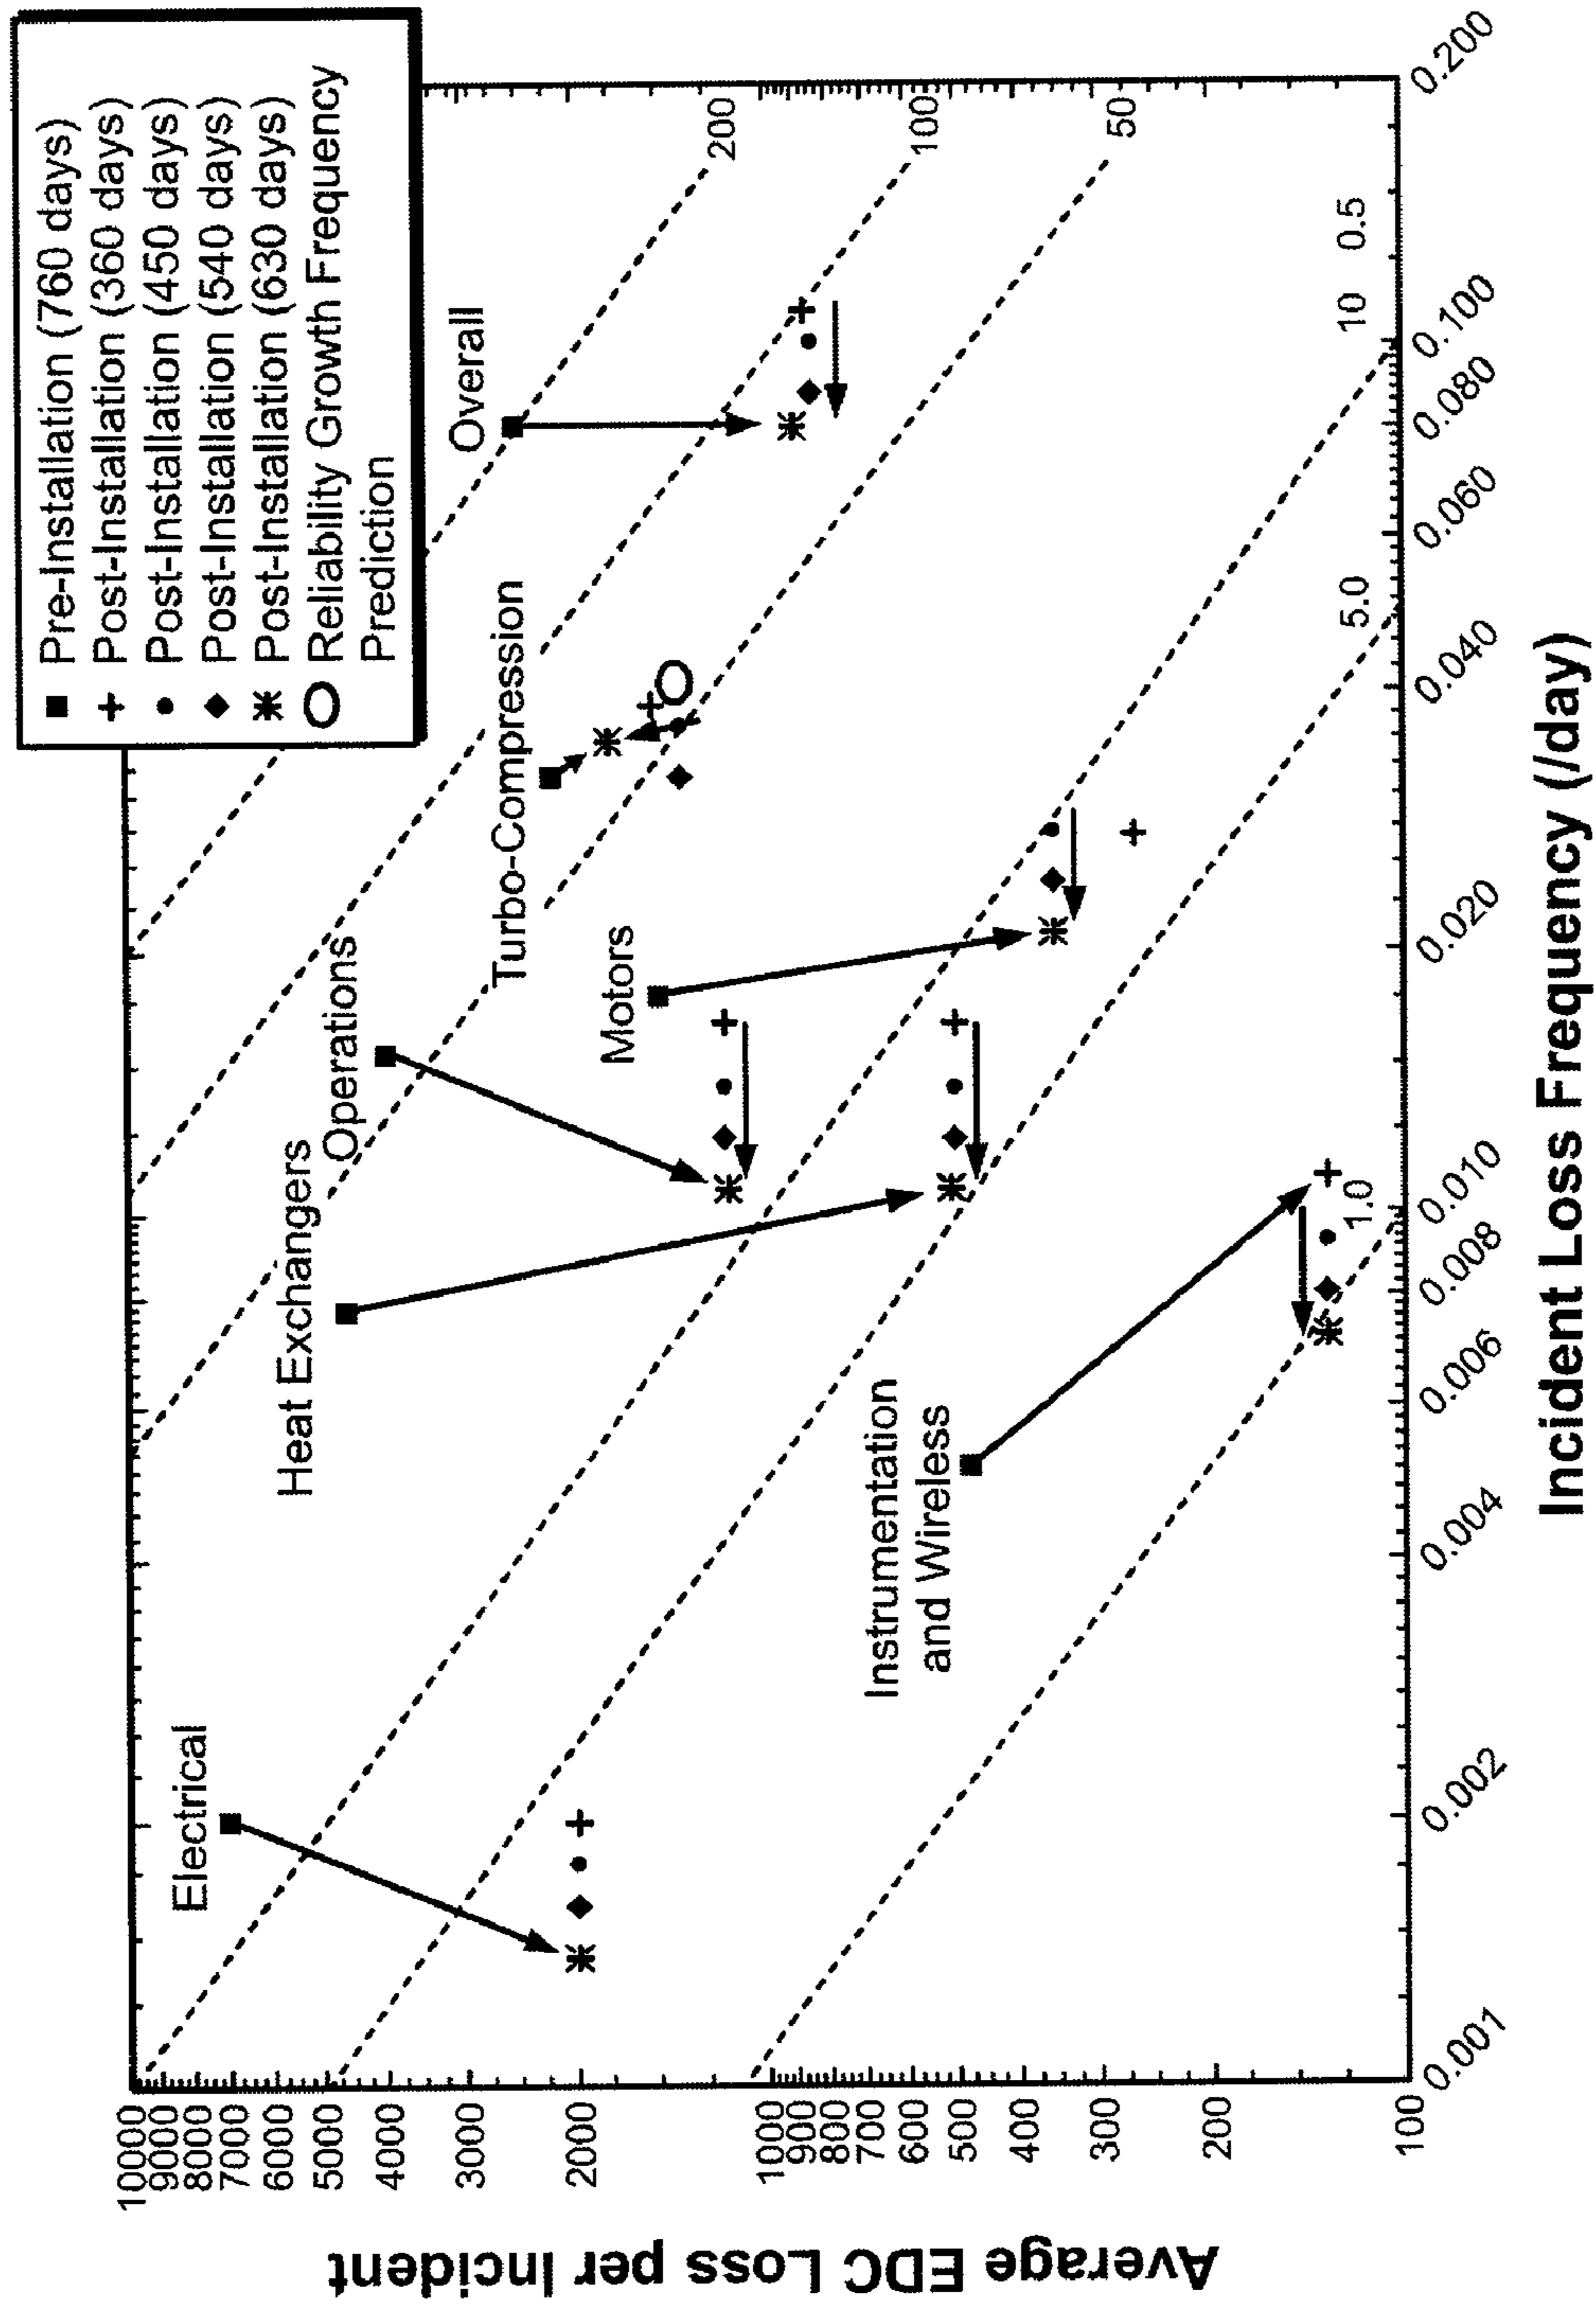 Pre-Installation (760 days)
Post-Installation (360 days)
Post-Installation (450 days)
Post-Installation (540 days)
Post-Installation (630 days)
Reliability Growth Frequency
Prediction
Average EDC Loss per Incident
10000
9000
8000
7000
6000
5000
4000
3000
2000
1000
900
800
700
600
500
400
300
200
100
Electrical
Heat Exchangers
Operations
Turbo-Compression
Overall
Motors
Instrumentation
and Wireless
200
100
50
1.0
5.0
10
0.5
0.001
0.002
0.004
0.006
0.008
0.010
0.020
0.040
0.060
0.080
0.100
0.200
Incident Loss Frequency (/day)